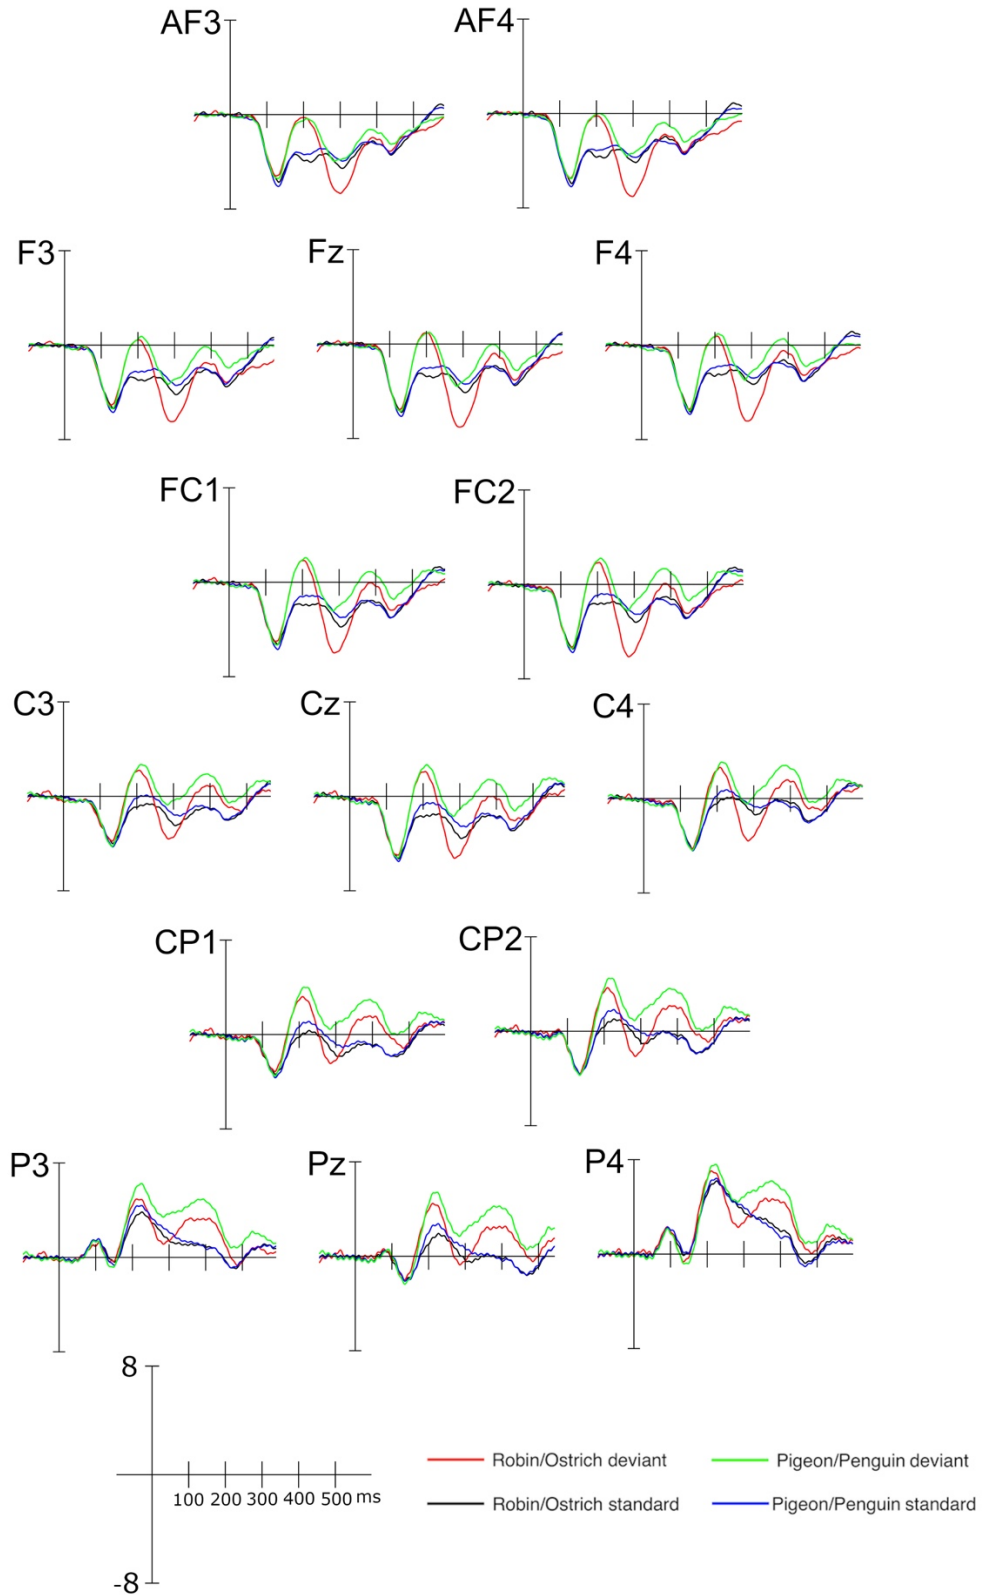 AF3 AF4
F3 Fz F4
FC1 FC2
C3 Cz C4
CP1 CP2
P3 Pz P4
8
100 200 300 400 500 ms
-8
Robin/Ostrich deviant Pigeon/Penguin deviant
Robin/Ostrich standard Pigeon/Penguin standard